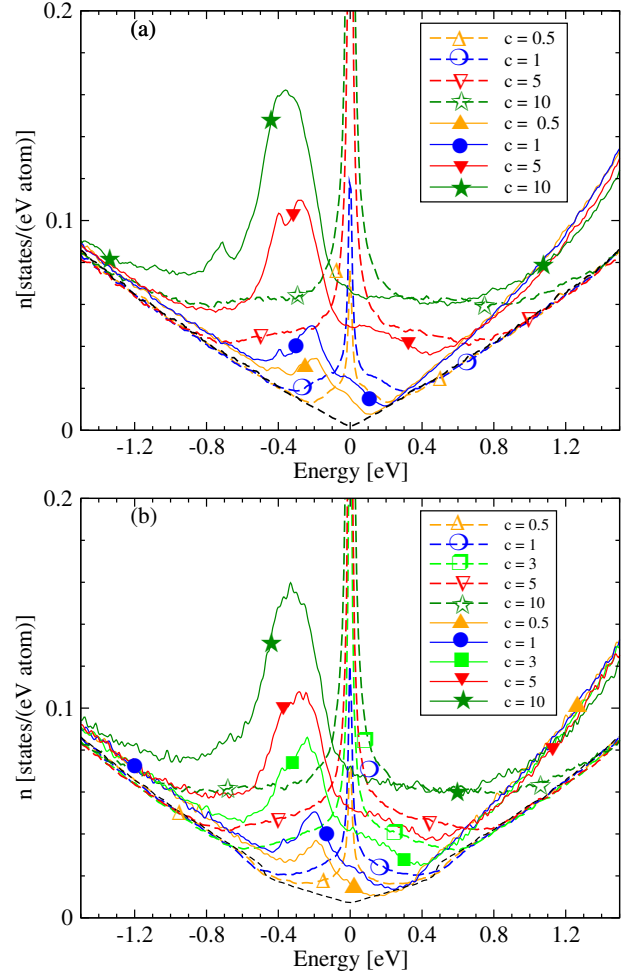 0.2
(a)
c = 0.5
c = 1
c = 5
c = 10
c = 0.5
c = 1
c = 5
c = 10
0.1
n[states/(eV atom)]
0
-1.2 -0.8 -0.4 0 0.4 0.8 1.2
Energy [eV]
0.2
(b)
c = 0.5
c = 1
c = 3
c = 5
c = 10
c = 0.5
c = 1
c = 3
c = 5
c = 10
0.1
n [states/(eV atom)]
0
-1.2 -0.8 -0.4 0 0.4 0.8 1.2
Energy [eV]